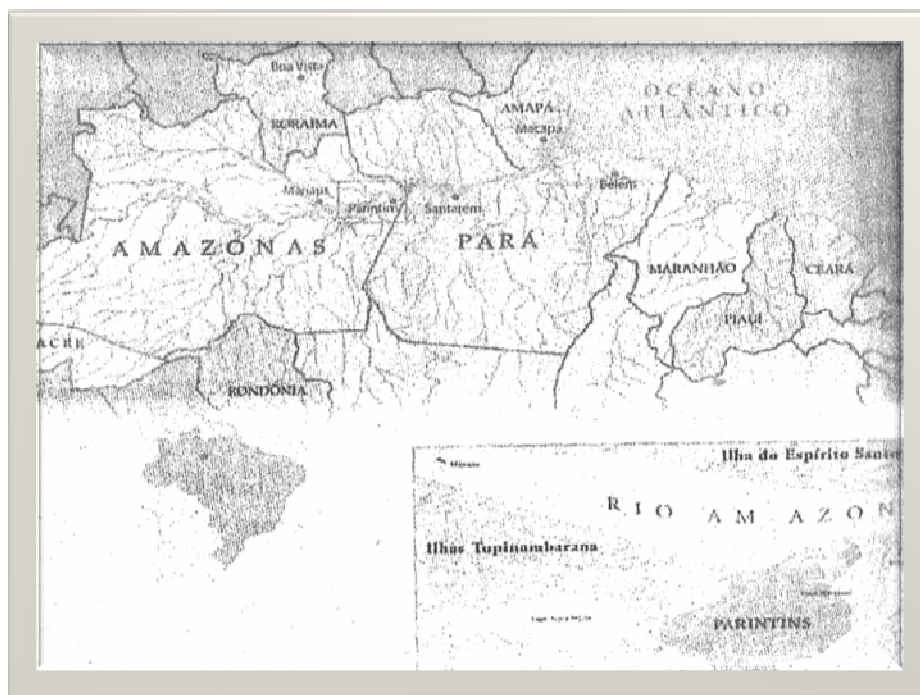 Boa Vista
OCEANO
ATLÂNTICO
AMAPÁ
RORAIMA
Macapá
Manaus
Belém
Parintins
Santarém
AMAZONAS
PARÁ
MARANHÃO
CEARÁ
PIAUÍ
ACRE
RONDÔNIA
Ilha do Espírito Santo
RIO AMAZON
Ilhas Tupinambarana
PARINTINS